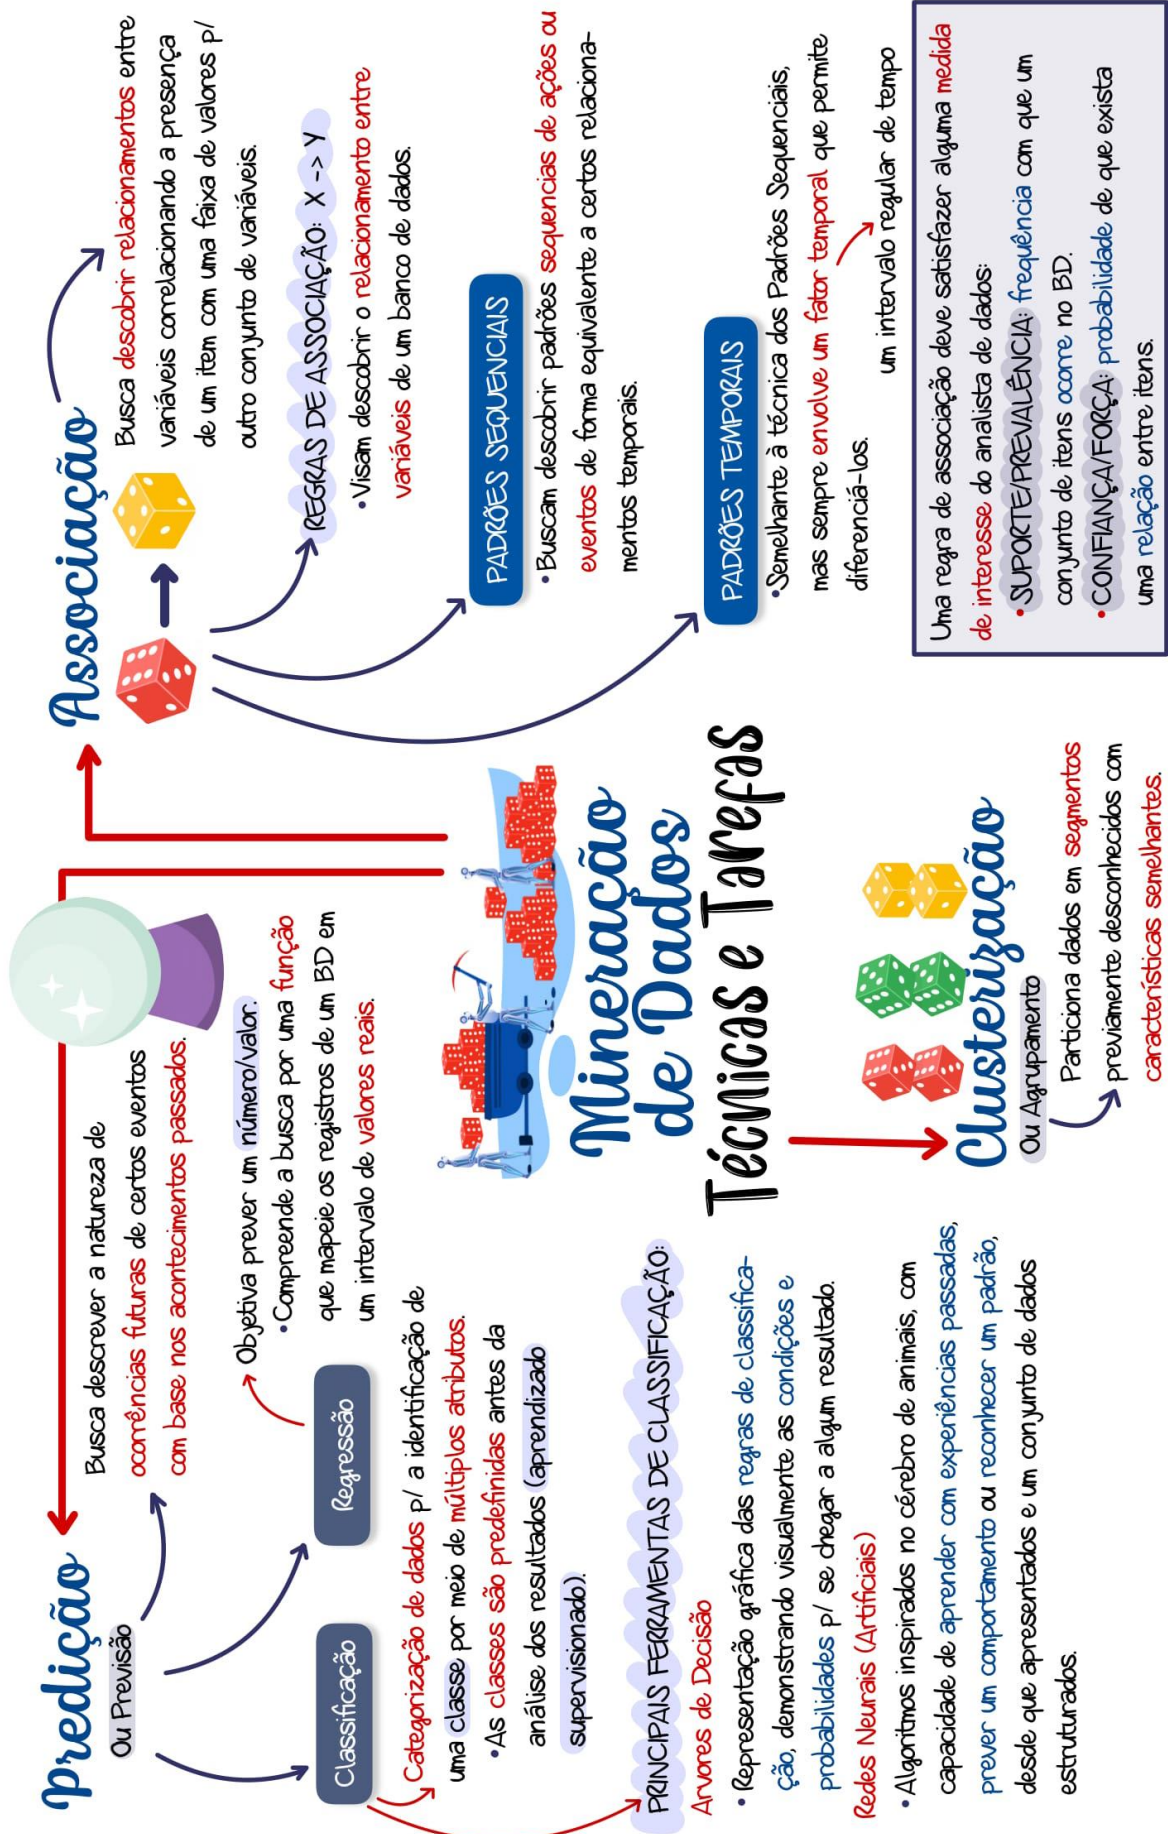 Mineração
de Dados
Técnicas e Tarefas
Predição
Ou Previsão
Busca descrever a natureza de
ocorrências futuras de certos eventos
com base nos acontecimentos passados.
Classificação
Regressão
Objetiva prever um número/valor.
•Compreende a busca por uma função
que mapeie os registros de um BD em
um intervalo de valores reais.
Categorização de dados p/ a identificação de
uma classe por meio de múltiplos atributos.
•As classes são predefinidas antes da
análise dos resultados (aprendizado
supervisionado).
PRINCIPAIS FERRAMENTAS DE CLASSIFICAÇÃO:
Arvores de Decisão
•Representação gráfica das regras de classifica-
ção, demonstrando visualmente as condições e
probabilidades p/ se chegar a algum resultado.
Redes Neurais (Artificiais)
•Algoritmos inspirados no cérebro de animais, com
capacidade de aprender com experiências passadas,
prever um comportamento ou reconhecer um padrão,
desde que apresentados e um conjunto de dados
estruturados.
Associação
Busca descobrir relacionamentos entre
variáveis correlacionando a presença
de um item com uma faixa de valores p/
outro conjunto de variáveis.
REGRAS DE ASSOCIAÇÃO: X -> Y
•Visam descobrir o relacionamento entre
variáveis de um banco de dados.
PADRÕES SEQUENCIAIS
•Buscam descobrir padrões sequencias de ações ou
eventos de forma equivalente a certos relaciona-
mentos temporais.
PADRÕES TEMPORAIS
•Semelhante à técnica dos Padrões Sequenciais,
mas sempre envolve um fator temporal que permite
diferenciá-los.
um intervalo regular de tempo
Uma regra de associação deve satisfazer alguma medida
de interesse do analista de dados:
•SUPORTE/PREVALÊNCIA: frequência com que um
conjunto de itens ocorre no BD.
•CONFIANÇA/FORÇA: probabilidade de que exista
uma relação entre itens.
Clusterização
Ou Agrupamento
Particiona dados em segmentos
previamente desconhecidos com
características semelhantes.